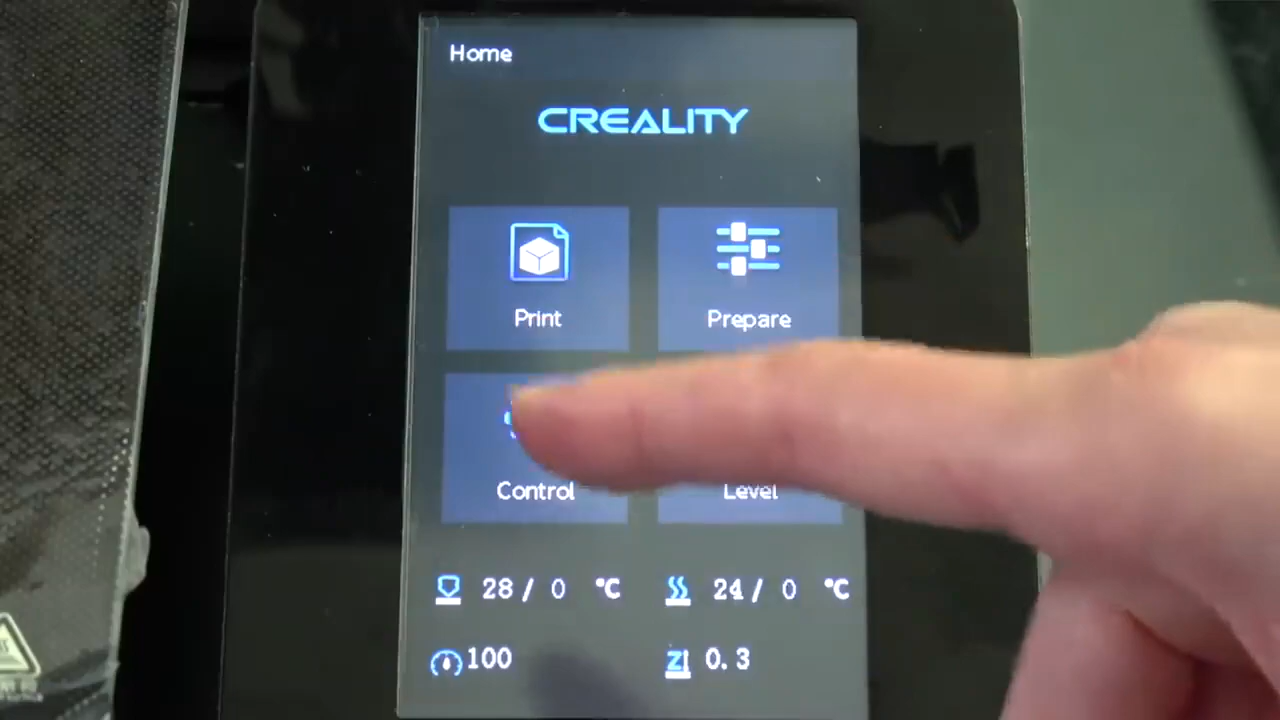 Home
CREALITY
Print
Prepare
Control
Level
28 / 0 °C
24 / 0 °C
100
Z 0.3